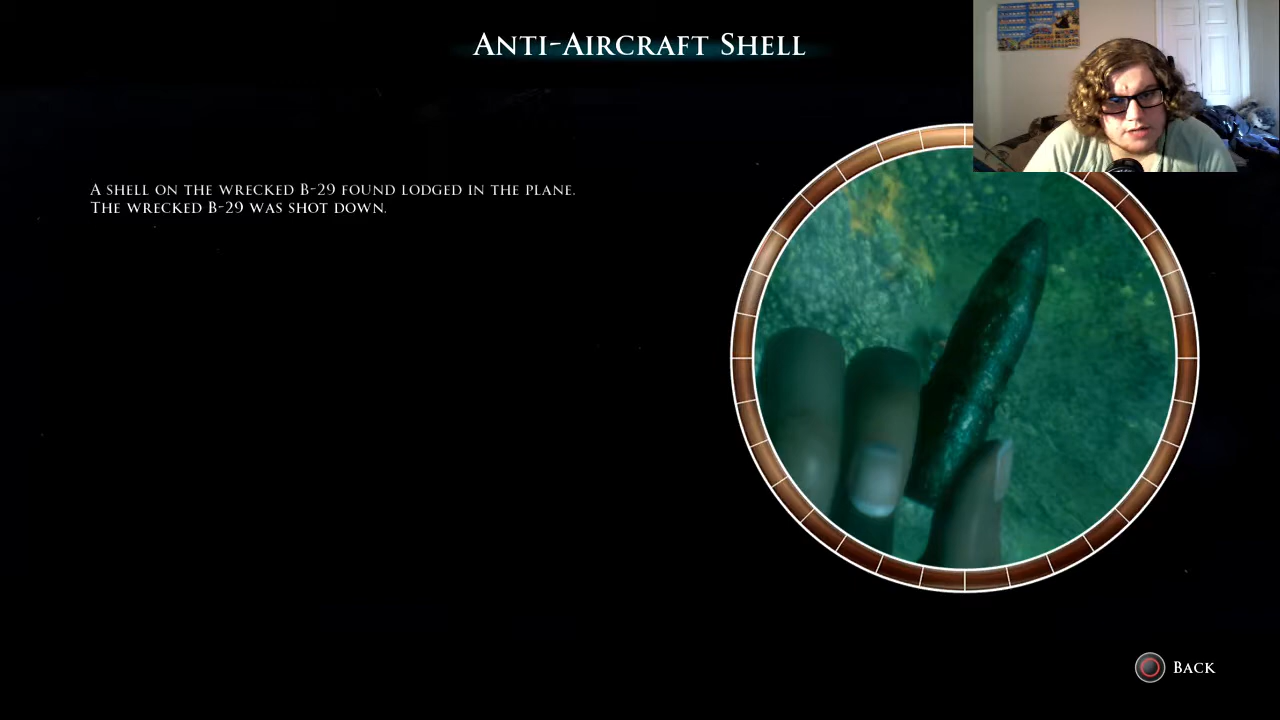 Anti-Aircraft Shell
A shell on the wrecked B-29 found lodged in the plane.
The wrecked B-29 was shot down.
Back